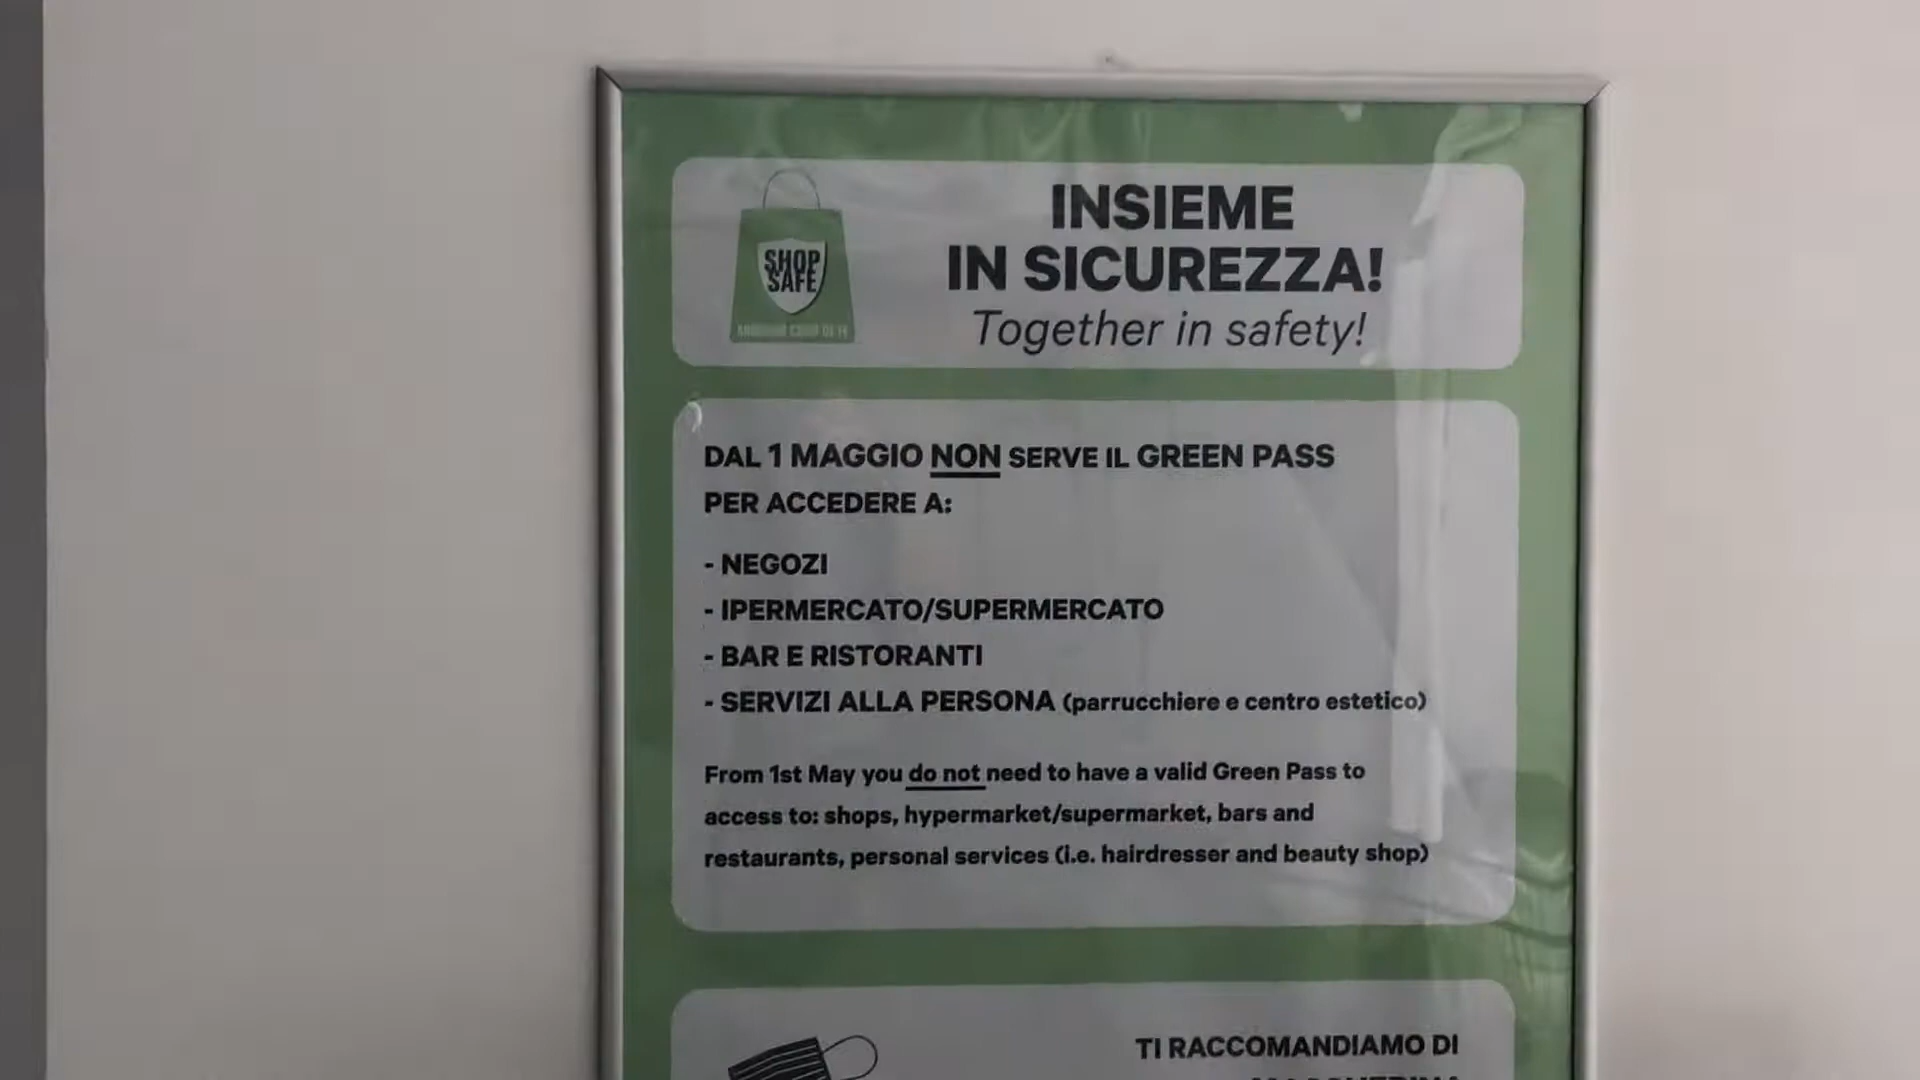 SHOP
SAFE
INSIEME
IN SICUREZZA!
Together in safety!
DAL 1 MAGGIO NON SERVE IL GREEN PASS
PER ACCEDERE A:
- NEGOZI
- IPERMERCATO/SUPERMERCATO
- BAR E RISTORANTI
- SERVIZI ALLA PERSONA (parrucchiere e centro estetico)
From 1st May you do not need to have a valid Green Pass to
access to: shops, hypermarket/supermarket, bars and
restaurants, personal services (i.e. hairdresser and beauty shop)
TI RACCOMANDIAMO DI